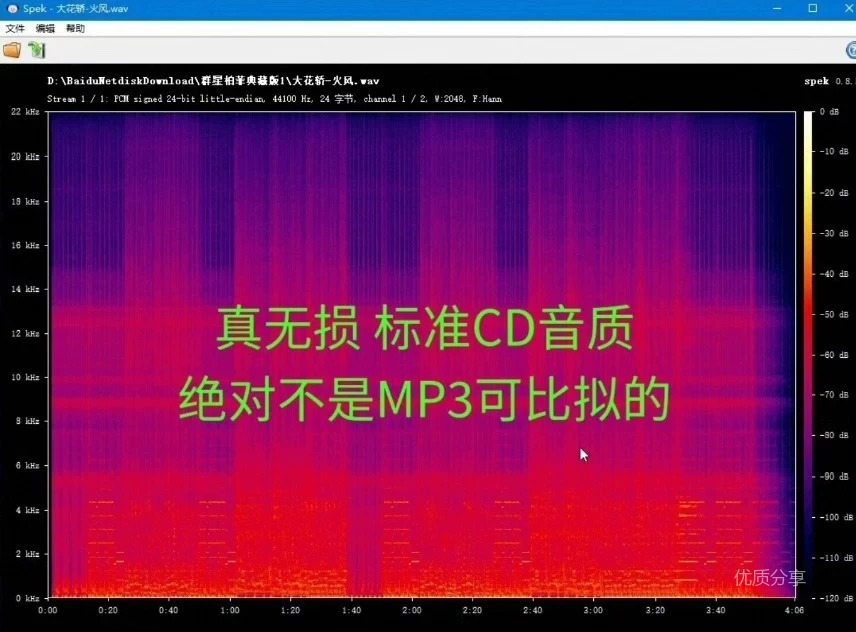 Spek - 大花轿-火风.wav
文件 编辑 帮助
D:\BaiduNetdiskDownload\群星柏菲典藏版1\大花轿-火风.wav
spek 0.8.
Stream 1 / 1: PCM signed 24-bit little-endian, 44100 Hz, 24 字节, channel 1 / 2, W:2048, F:Hann
22 kHz
20 kHz
18 kHz
16 kHz
14 kHz
12 kHz
10 kHz
8 kHz
6 kHz
4 kHz
2 kHz
0 kHz
0 dB
-10 dB
-20 dB
-30 dB
-40 dB
-50 dB
-60 dB
-70 dB
-80 dB
-90 dB
-100 dB
-110 dB
-120 dB
真无损 标准CD音质
绝对不是MP3可比拟的
优质分享
0:00 0:20 0:40 1:00 1:20 1:40 2:00 2:20 2:40 3:00 3:20 3:40 4:06